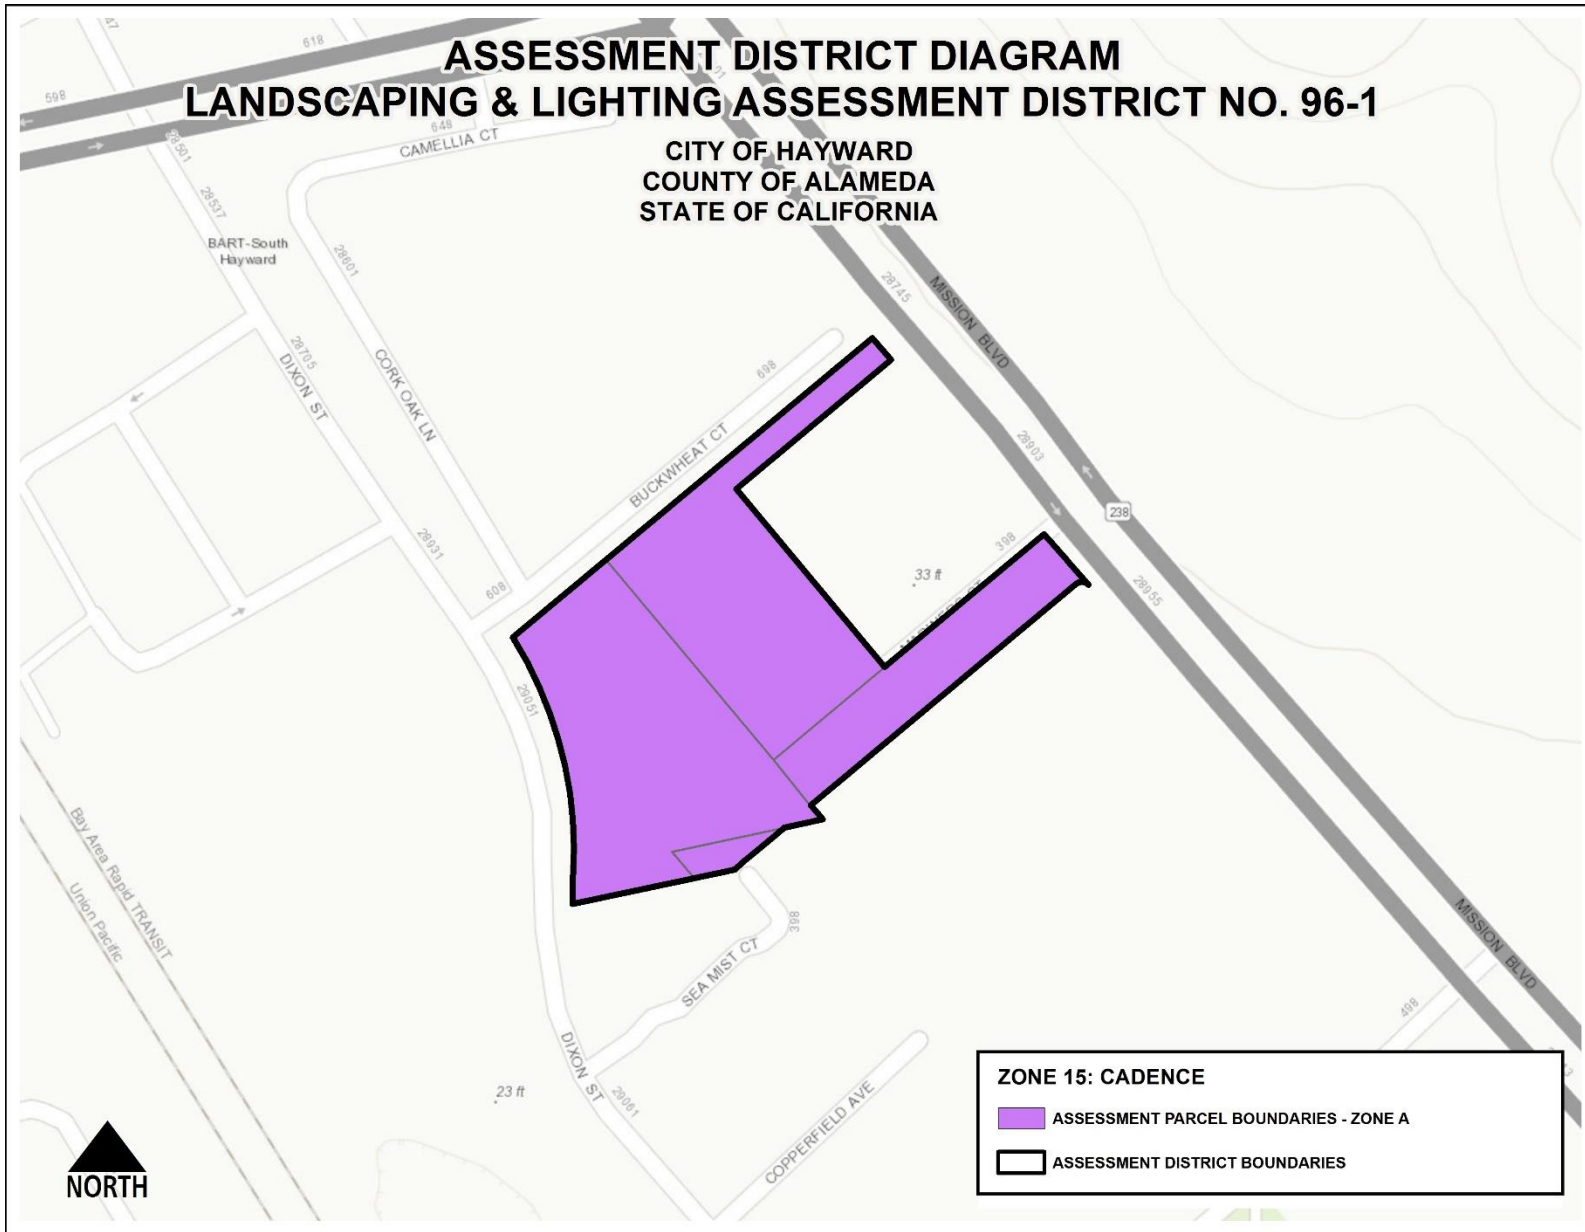 ASSESSMENT DISTRICT DIAGRAM
LANDSCAPING & LIGHTING ASSESSMENT DISTRICT NO. 96-1
CITY OF HAYWARD
COUNTY OF ALAMEDA
STATE OF CALIFORNIA
618
598
648
CAMELLIA CT
28501
28537
BART-South
Hayward
28601
28745
MISSION BLVD
28705
DIXON ST
CORK OAK LN
698
BUCKWHEAT CT
28903
238
28931
398
33 ft
608
28955
29051
Bay Area Rapid TRANSIT
Union Pacific
398
SEA MIST CT
MISSION BLVD
498
DIXON ST
23 ft
29061
COPPERFIELD AVE
ZONE 15: CADENCE
ASSESSMENT PARCEL BOUNDARIES - ZONE A
ASSESSMENT DISTRICT BOUNDARIES
NORTH